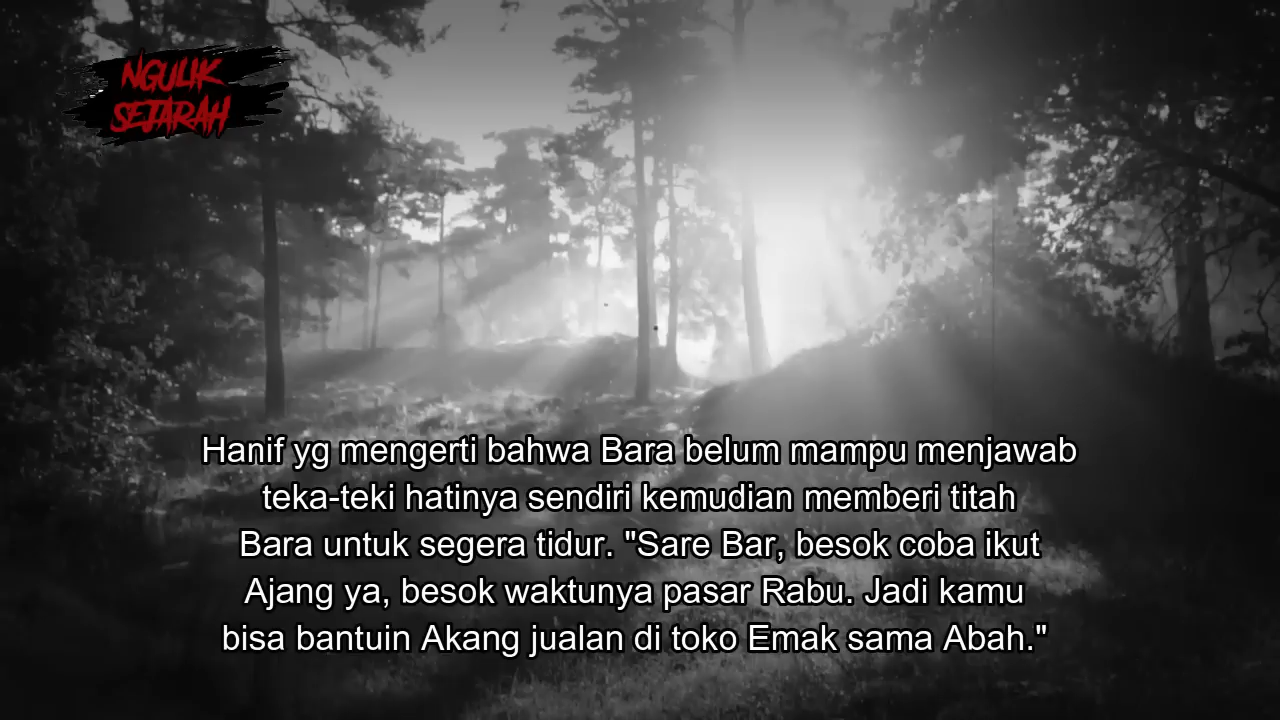 NGULIK
SEJARAH
Hanif yg mengerti bahwa Bara belum mampu menjawab
teka-teki hatinya sendiri kemudian memberi titah
Bara untuk segera tidur. "Sare Bar, besok coba ikut
Ajang ya, besok waktunya pasar Rabu. Jadi kamu
bisa bantuin Akang jualan di toko Emak sama Abah."